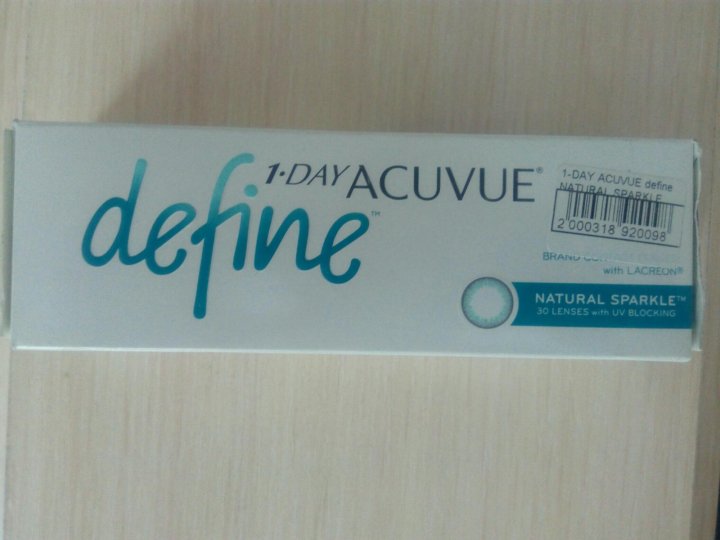 1·DAY ACUVUE®
define™
1-DAY ACUVUE define
NATURAL SPARKLE
2 000318 920098
BRAND
with LACREON®
NATURAL SPARKLE™
30 LENSES with UV BLOCKING